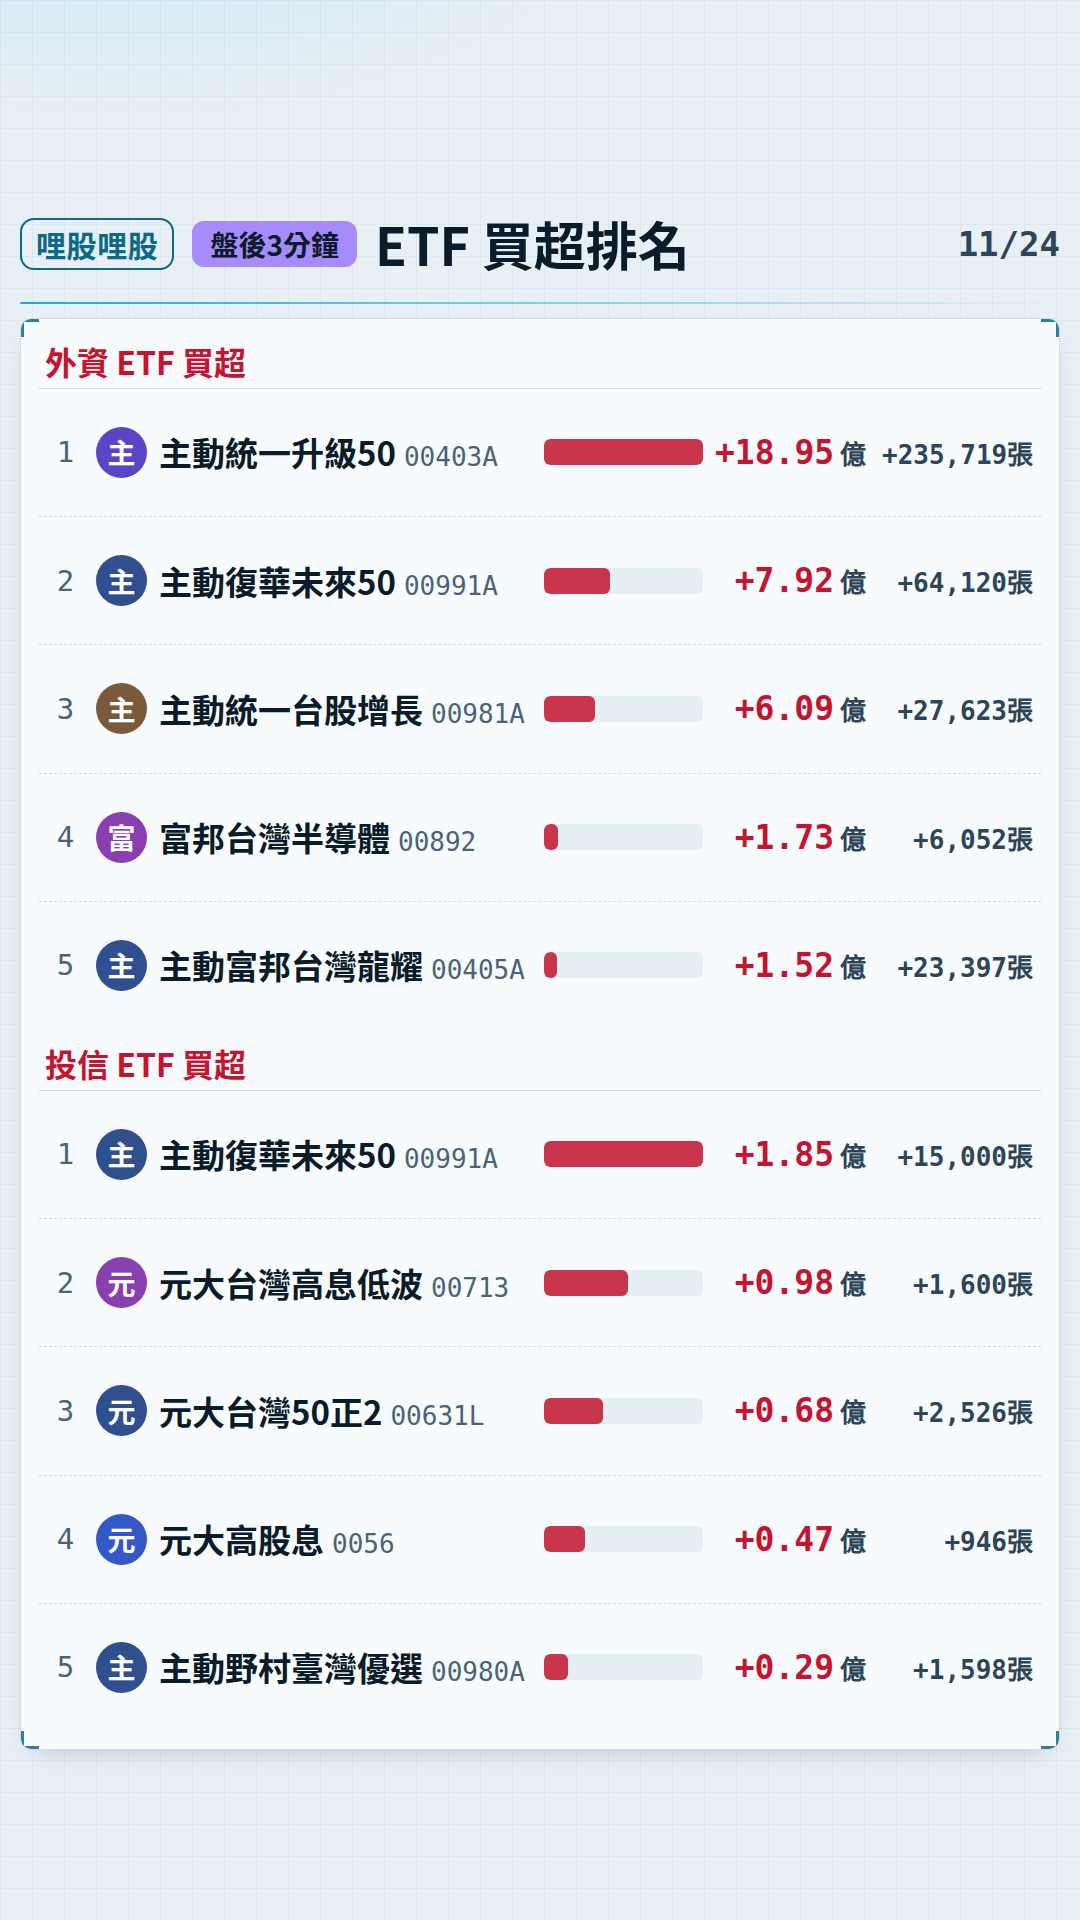 哩股哩股 盤後3分鐘 ETF 買超排名 11/24
外資 ETF 買超
1 主 主動統一升級50 00403A +18.95 億 +235,719張
2 主 主動復華未來50 00991A +7.92 億 +64,120張
3 主 主動統一台股增長 00981A +6.09 億 +27,623張
4 富 富邦台灣半導體 00892 +1.73 億 +6,052張
5 主 主動富邦台灣龍耀 00405A +1.52 億 +23,397張
投信 ETF 買超
1 主 主動復華未來50 00991A +1.85 億 +15,000張
2 元 元大台灣高息低波 00713 +0.98 億 +1,600張
3 元 元大台灣50正2 00631L +0.68 億 +2,526張
4 元 元大高股息 0056 +0.47 億 +946張
5 主 主動野村臺灣優選 00980A +0.29 億 +1,598張